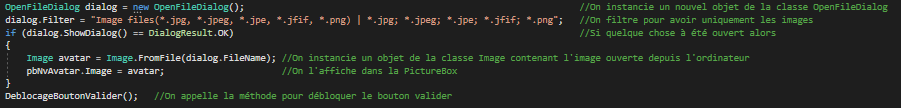 OpenFileDialog dialog = new OpenFileDialog(); //On instancie un nouvel objet de la classe OpenFileDialog
dialog.Filter = "Image files(*.jpg, *.jpeg, *.jpe, *.jfif, *.png) | *.jpg; *.jpeg; *.jpe; *.jfif; *.png"; //On filtre pour avoir uniquement les images
if (dialog.ShowDialog() == DialogResult.OK) //Si quelque chose à été ouvert alors
{
Image avatar = Image.FromFile(dialog.FileName); //On instancie un objet de la classe Image contenant l'image ouverte depuis l'ordinateur
pbNvAvatar.Image = avatar; //On l'affiche dans la PictureBox
}
DeblocageBoutonValider(); //On appelle la méthode pour débloquer le bouton valider